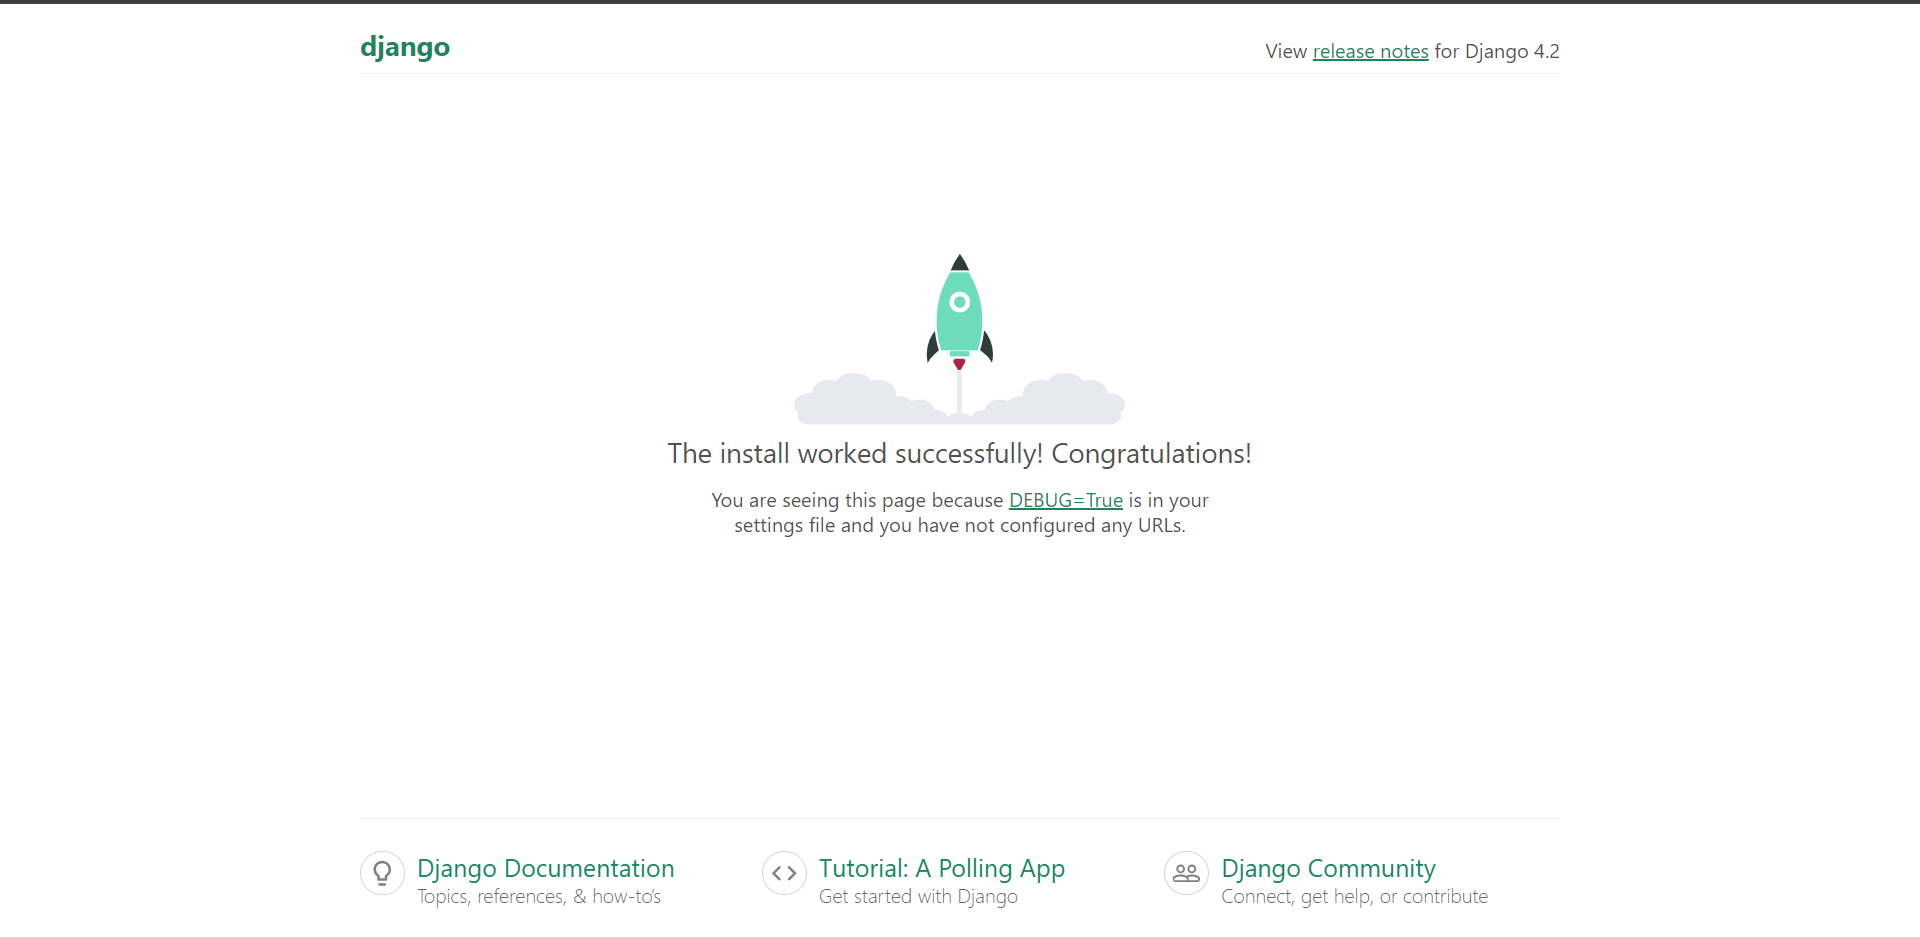 django
View release notes for Django 4.2
The install worked successfully! Congratulations!
You are seeing this page because DEBUG=True is in your
settings file and you have not configured any URLs.
Django Documentation
Topics, references, & how-to’s
Tutorial: A Polling App
Get started with Django
Django Community
Connect, get help, or contribute